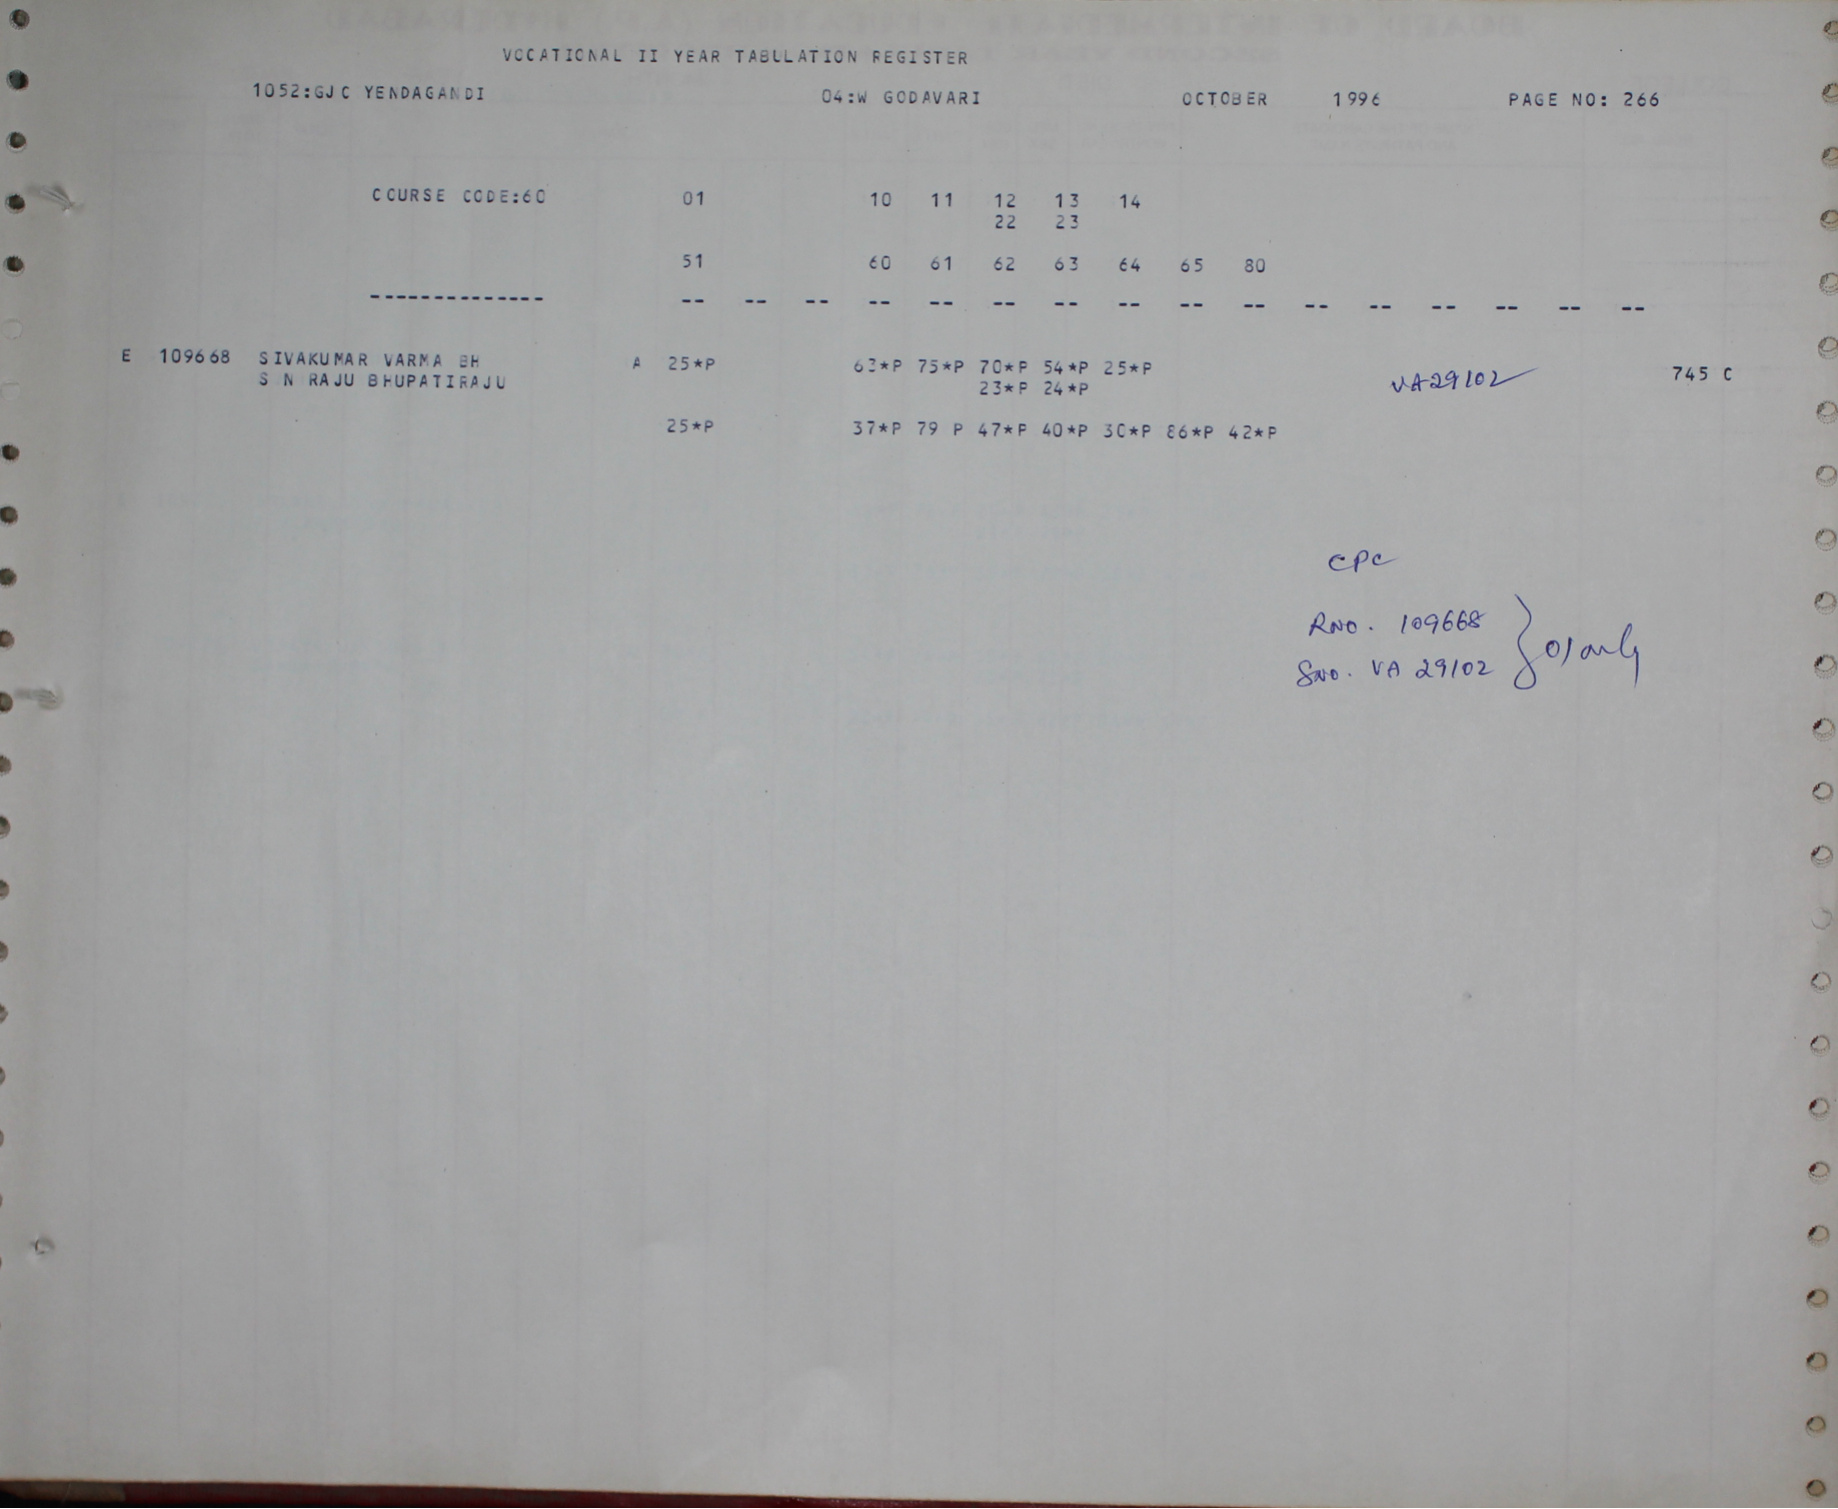 VOCATIONAL II YEAR TABULATION REGISTER
1052:GJC YENDAGANDI 04:W GODAVARI OCTOBER 1996 PAGE NO: 266
COURSE CODE:60 01 10 11 12 13 14
22 23
51 60 61 62 63 64 65 80
-------------- -- -- -- -- -- -- -- -- -- -- -- -- -- -- -- --
E 109668 SIVAKUMAR VARMA BH A 25*P 63*P 75*P 70*P 54*P 25*P
S N RAJU BHUPATIRAJU 23*P 24*P VA29102 745 C
25*P 37*P 79 P 47*P 40*P 30*P 86*P 42*P
CPC
RNO. 109668
SNO. VA 29102 } 01 only